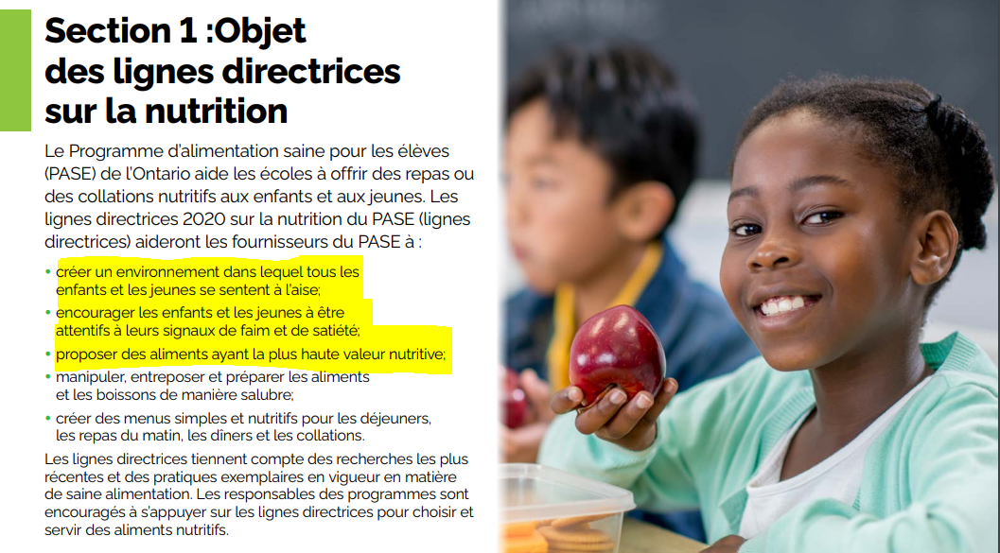 Section 1 :Objet
des lignes directrices
sur la nutrition
Le Programme d’alimentation saine pour les élèves
(PASE) de l’Ontario aide les écoles à offrir des repas ou
des collations nutritifs aux enfants et aux jeunes. Les
lignes directrices 2020 sur la nutrition du PASE (lignes
directrices) aideront les fournisseurs du PASE à :
• créer un environnement dans lequel tous les
enfants et les jeunes se sentent à l’aise;
• encourager les enfants et les jeunes à être
attentifs à leurs signaux de faim et de satiété;
• proposer des aliments ayant la plus haute valeur nutritive;
• manipuler, entreposer et préparer les aliments
et les boissons de manière salubre;
• créer des menus simples et nutritifs pour les déjeuners,
les repas du matin, les dîners et les collations.
Les lignes directrices tiennent compte des recherches les plus
récentes et des pratiques exemplaires en vigueur en matière
de saine alimentation. Les responsables des programmes sont
encouragés à s’appuyer sur les lignes directrices pour choisir et
servir des aliments nutritifs.